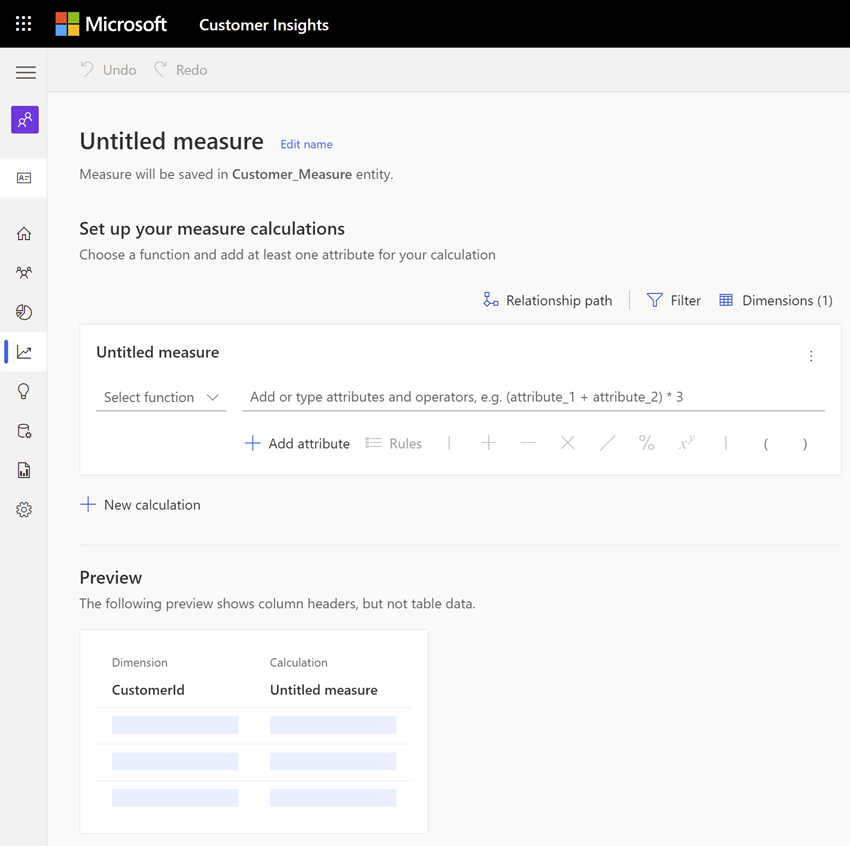 Microsoft Customer Insights
Undo Redo
Untitled measure Edit name
Measure will be saved in Customer_Measure entity.
Set up your measure calculations
Choose a function and add at least one attribute for your calculation
Relationship path | Filter Dimensions (1)
Untitled measure
Select function Add or type attributes and operators, e.g. (attribute_1 + attribute_2) * 3
+ Add attribute Rules | + — × / % xʸ | ( )
+ New calculation
Preview
The following preview shows column headers, but not table data.
Dimension Calculation
CustomerId Untitled measure